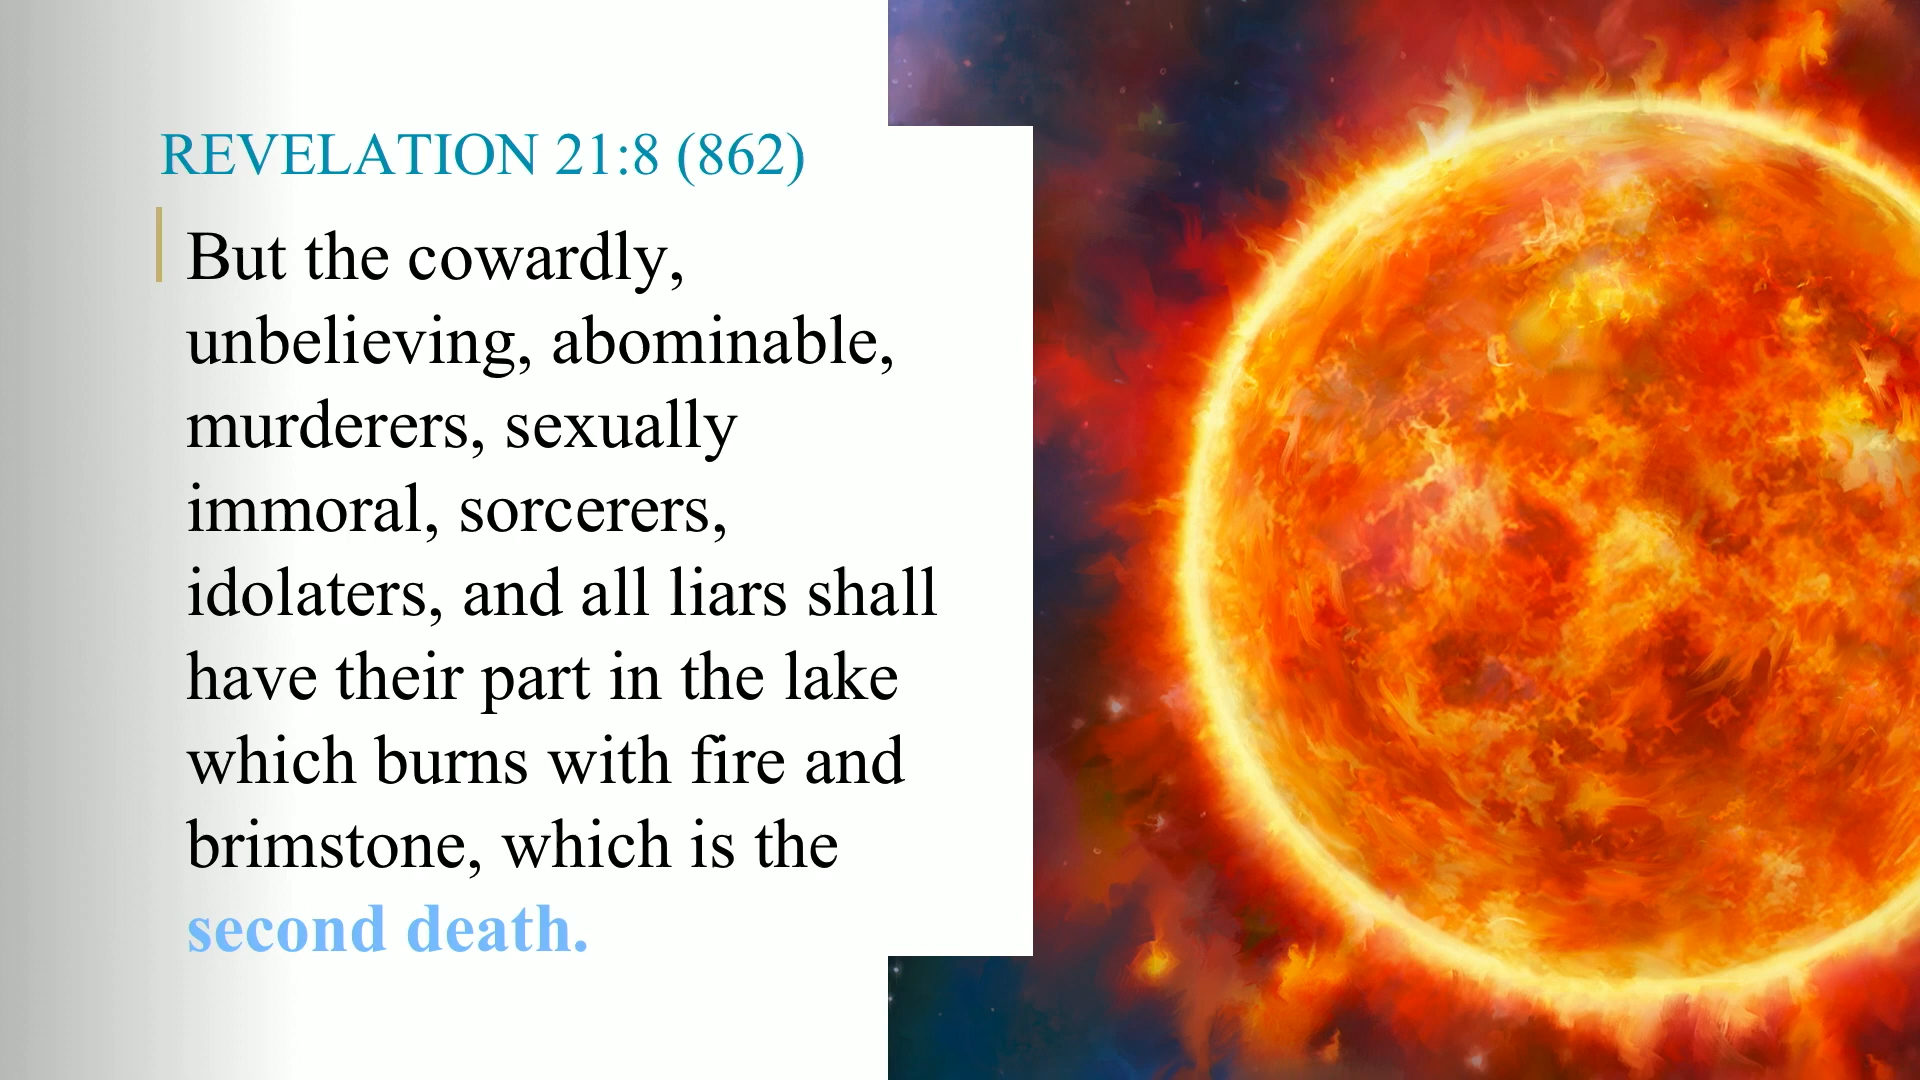 REVELATION 21:8 (862)
But the cowardly,
unbelieving, abominable,
murderers, sexually
immoral, sorcerers,
idolaters, and all liars shall
have their part in the lake
which burns with fire and
brimstone, which is the
second death.